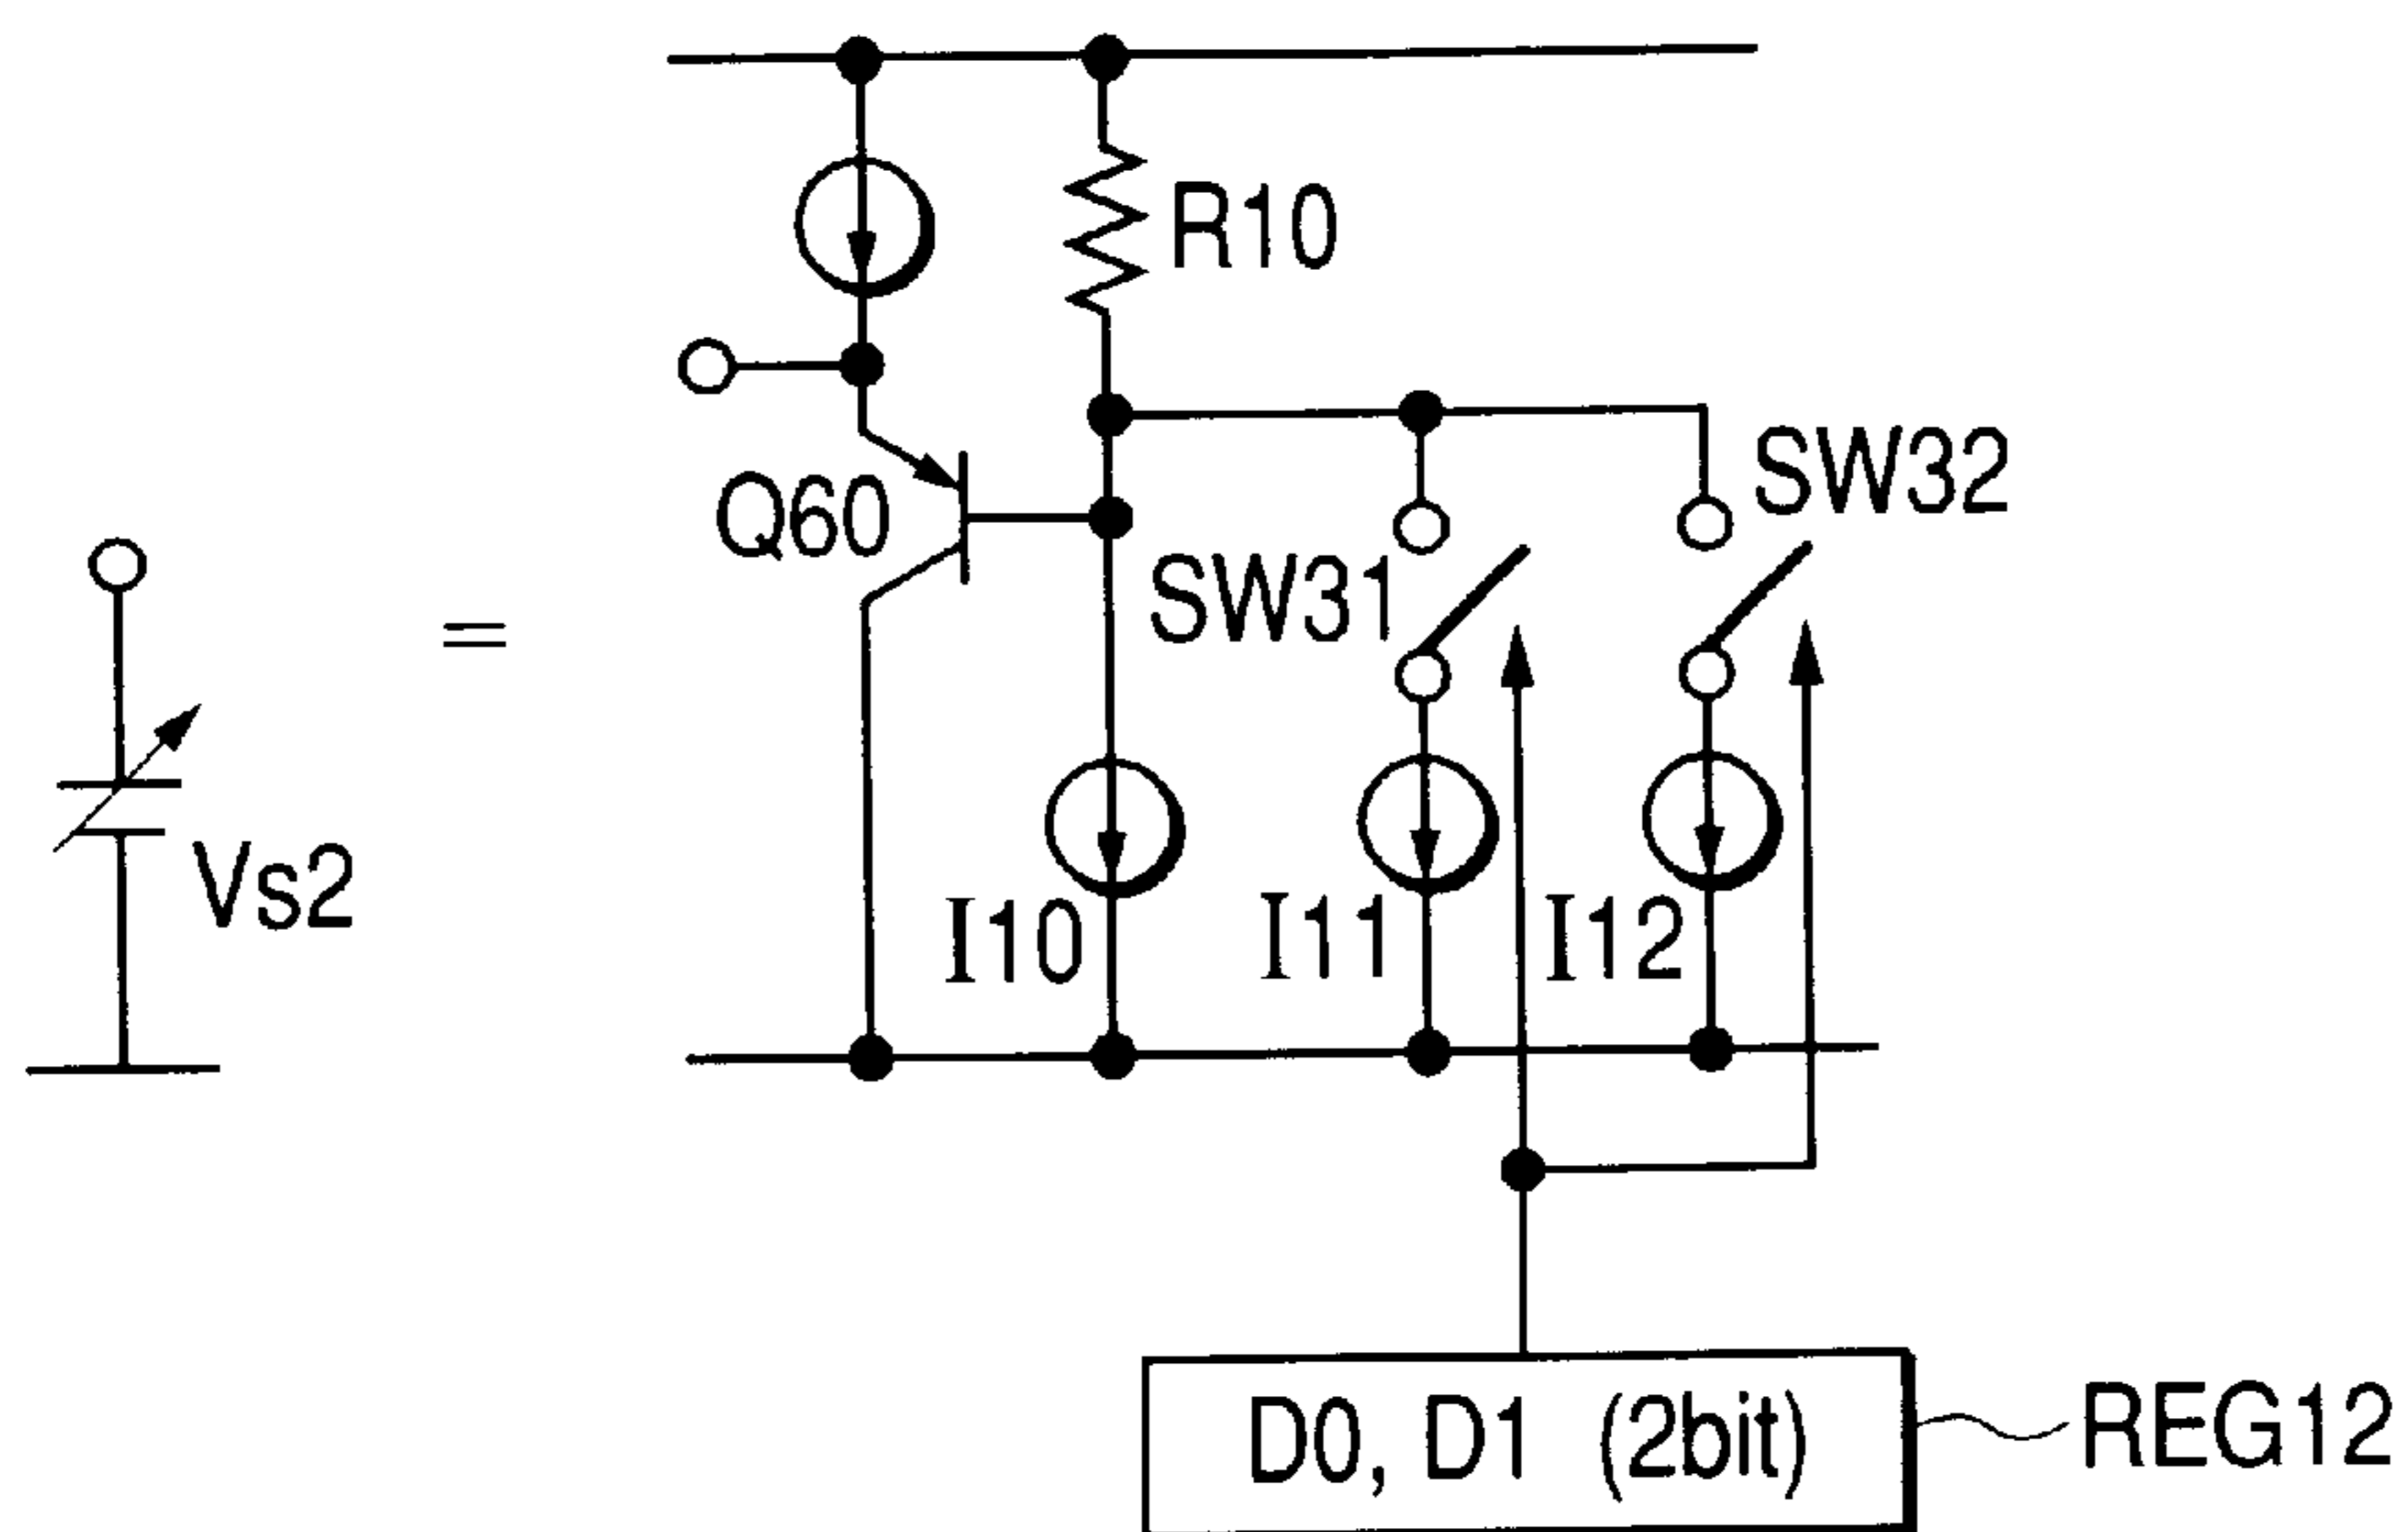 R10
SW32
Q60
SW31
=
Vs2
I10
I11
I12
D0, D1 (2bit)
REG12